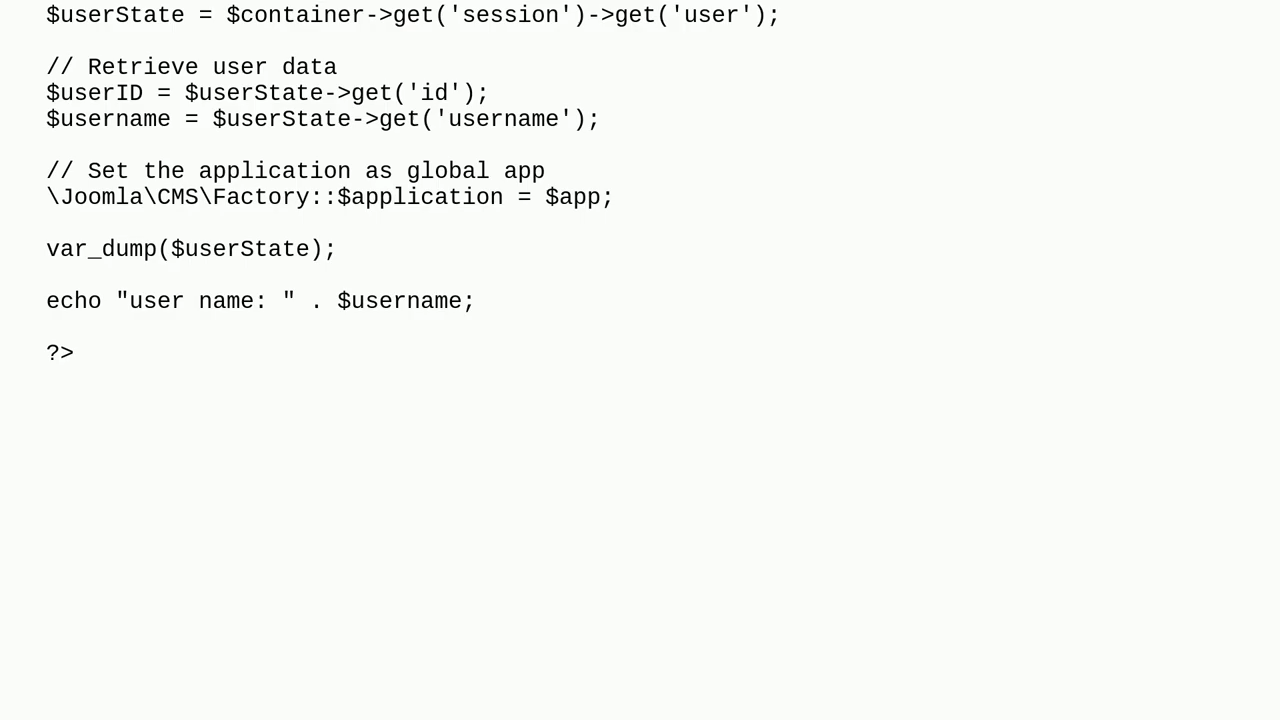 $userState = $container->get('session')->get('user');
// Retrieve user data
$userID = $userState->get('id');
$username = $userState->get('username');
// Set the application as global app
\Joomla\CMS\Factory::$application = $app;
var_dump($userState);
echo "user name: " . $username;
?>